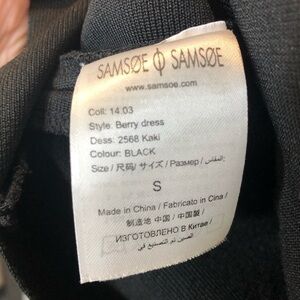 SAMSØE Φ SAMSØE
www.samsoe.com
Coll: 14.03
Style: Berry dress
Dess: 2568 Kaki
Colour: BLACK
Size / 尺码/ サイズ / Размер / المقاس:
S
Made in China / Fabricato in Cina /
制造地 中国 / 中国製 /
ИЗГОТОВЛЕНО В Китае /
الصين تم التصنيع في